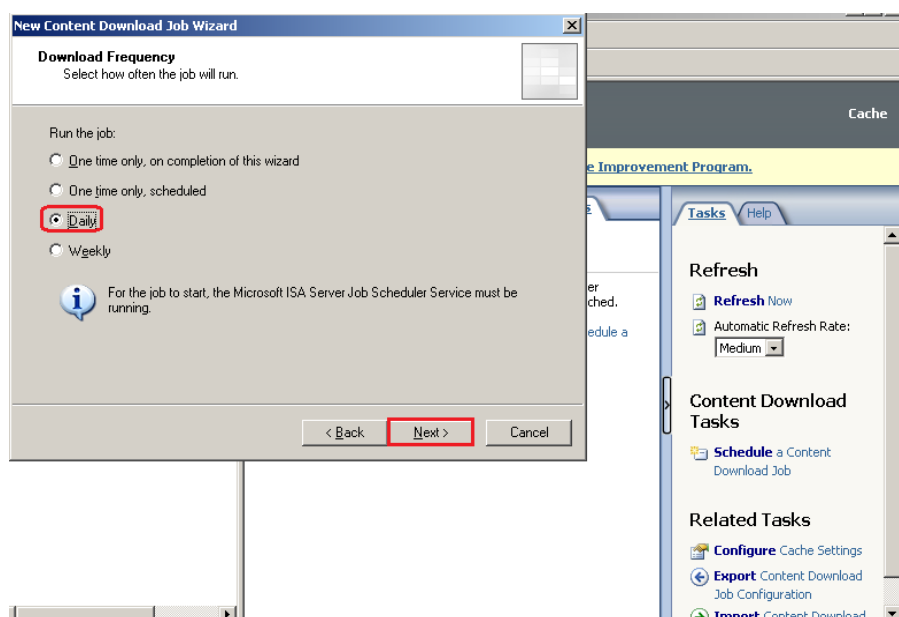 New Content Download Job Wizard
Download Frequency
Select how often the job will run.
Run the job:
One time only, on completion of this wizard
One time only, scheduled
Daily
Weekly
For the job to start, the Microsoft ISA Server Job Scheduler Service must be
running.
< Back
Next >
Cancel
Cache
e Improvement Program.
s
er
ched.
edule a
Tasks
Help
Refresh
Refresh Now
Automatic Refresh Rate:
Medium
Content Download
Tasks
Schedule a Content
Download Job
Related Tasks
Configure Cache Settings
Export Content Download
Job Configuration
Import Content Download